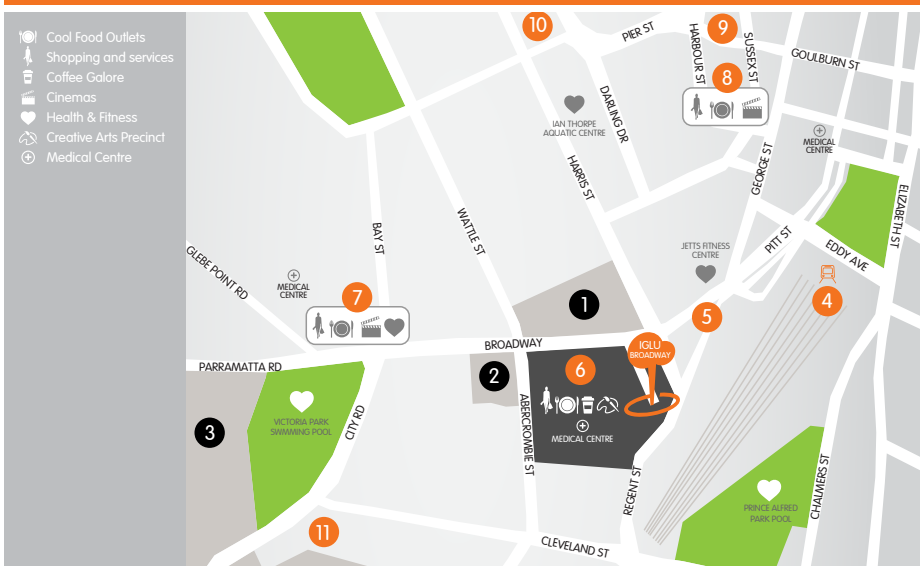 Cool Food Outlets
Shopping and services
Coffee Galore
Cinemas
Health & Fitness
Creative Arts Precinct
Medical Centre
10
PIER ST
HARBOUR ST
9
SUSSEX ST
GOULBURN ST
8
IAN THORPE
AQUATIC CENTRE
DARLING DR
MEDICAL
CENTRE
HARRIS ST
GEORGE ST
ELIZABETH ST
BAY ST
WATTLE ST
PITT ST
EDDY AVE
JETTS FITNESS
CENTRE
GLEBE POINT RD
MEDICAL
CENTRE
7
1
4
5
BROADWAY
IGLU
BROADWAY
PARRAMATTA RD
2
6
VICTORIA PARK
SWIMMING POOL
CITY RD
3
ABERCROMBIE ST
MEDICAL CENTRE
REGENT ST
CHALMERS ST
PRINCE ALFRED
PARK POOL
11
CLEVELAND ST